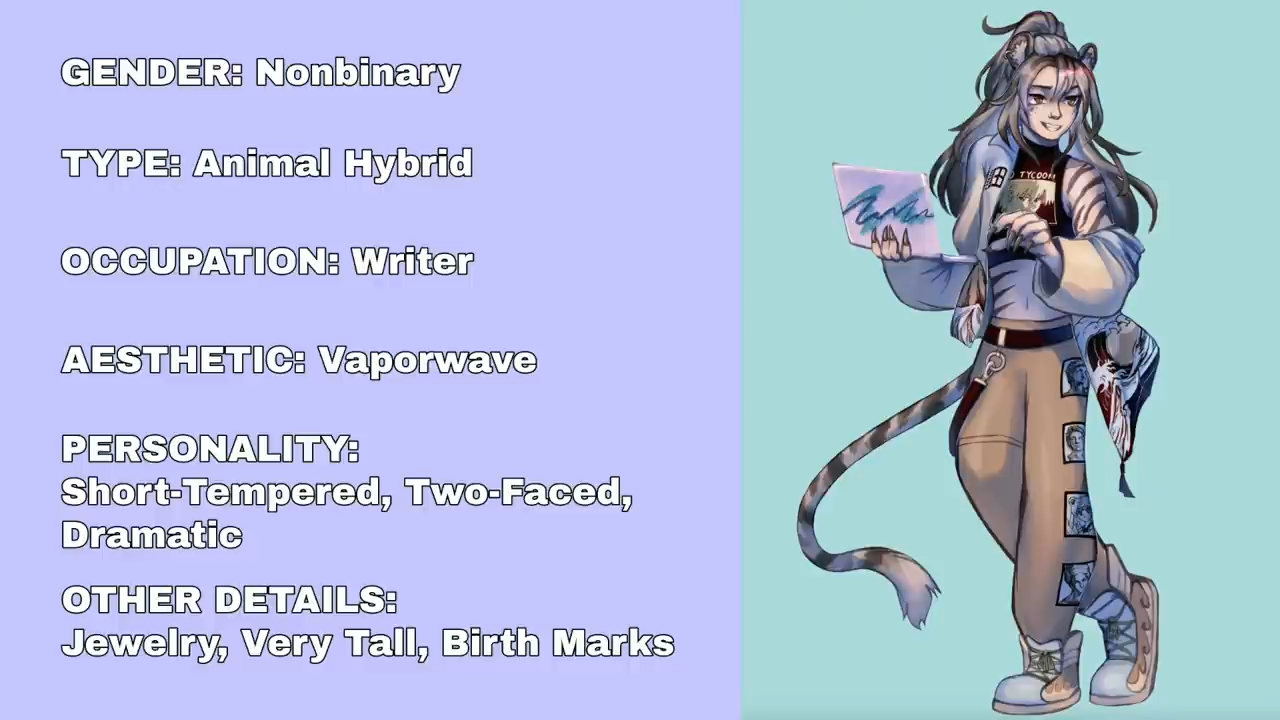 GENDER: Nonbinary
TYPE: Animal Hybrid
OCCUPATION: Writer
AESTHETIC: Vaporwave
PERSONALITY:
Short-Tempered, Two-Faced,
Dramatic
OTHER DETAILS:
Jewelry, Very Tall, Birth Marks
TYCOON